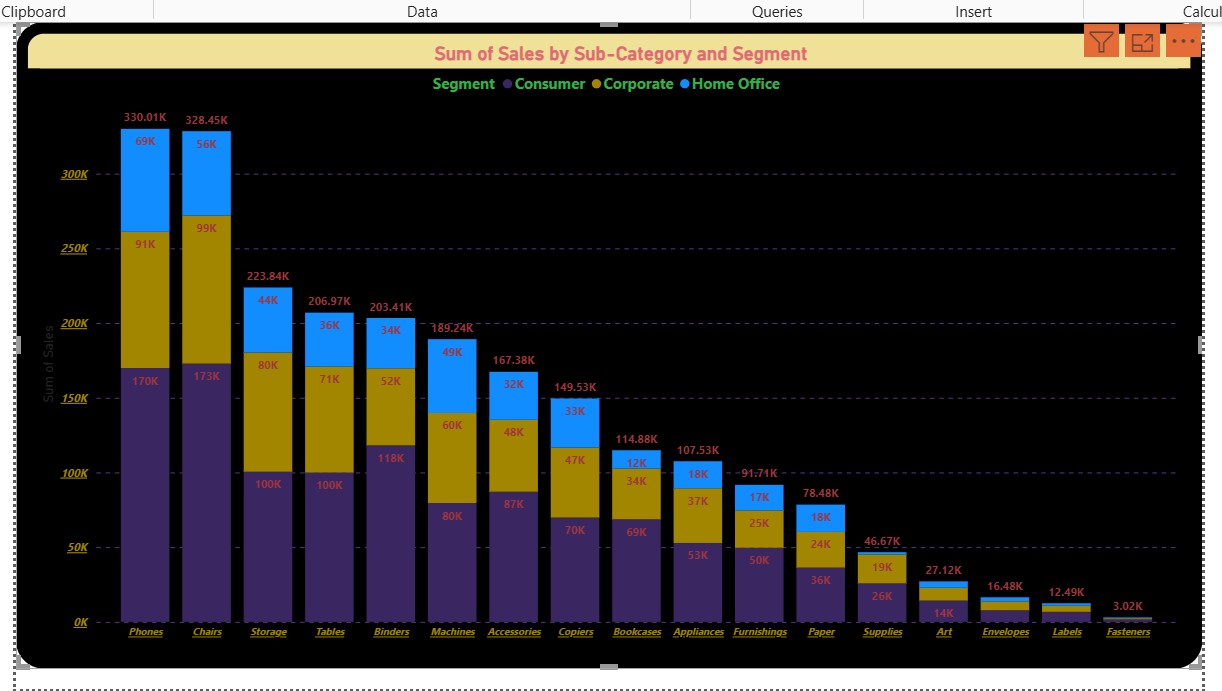 Clipboard Data Queries Insert Calcul
Sum of Sales by Sub-Category and Segment
Segment Consumer Corporate Home Office
330.01K 328.45K
69K 56K
300K
91K 99K
250K
223.84K 206.97K 203.41K 189.24K 167.38K 149.53K 114.88K 107.53K 91.71K 78.48K 46.67K 27.12K 16.48K 12.49K 3.02K
44K 36K 34K 49K 32K 33K 12K 18K 17K 18K
200K
Sum of Sales
80K 71K 52K 60K 48K 47K 34K 37K 25K 24K 19K
170K 173K
150K
100K 100K 118K 80K 87K 70K 69K 53K 50K 36K 26K 14K
100K
50K
0K
Phones Chairs Storage Tables Binders Machines Accessories Copiers Bookcases Appliances Furnishings Paper Supplies Art Envelopes Labels Fasteners